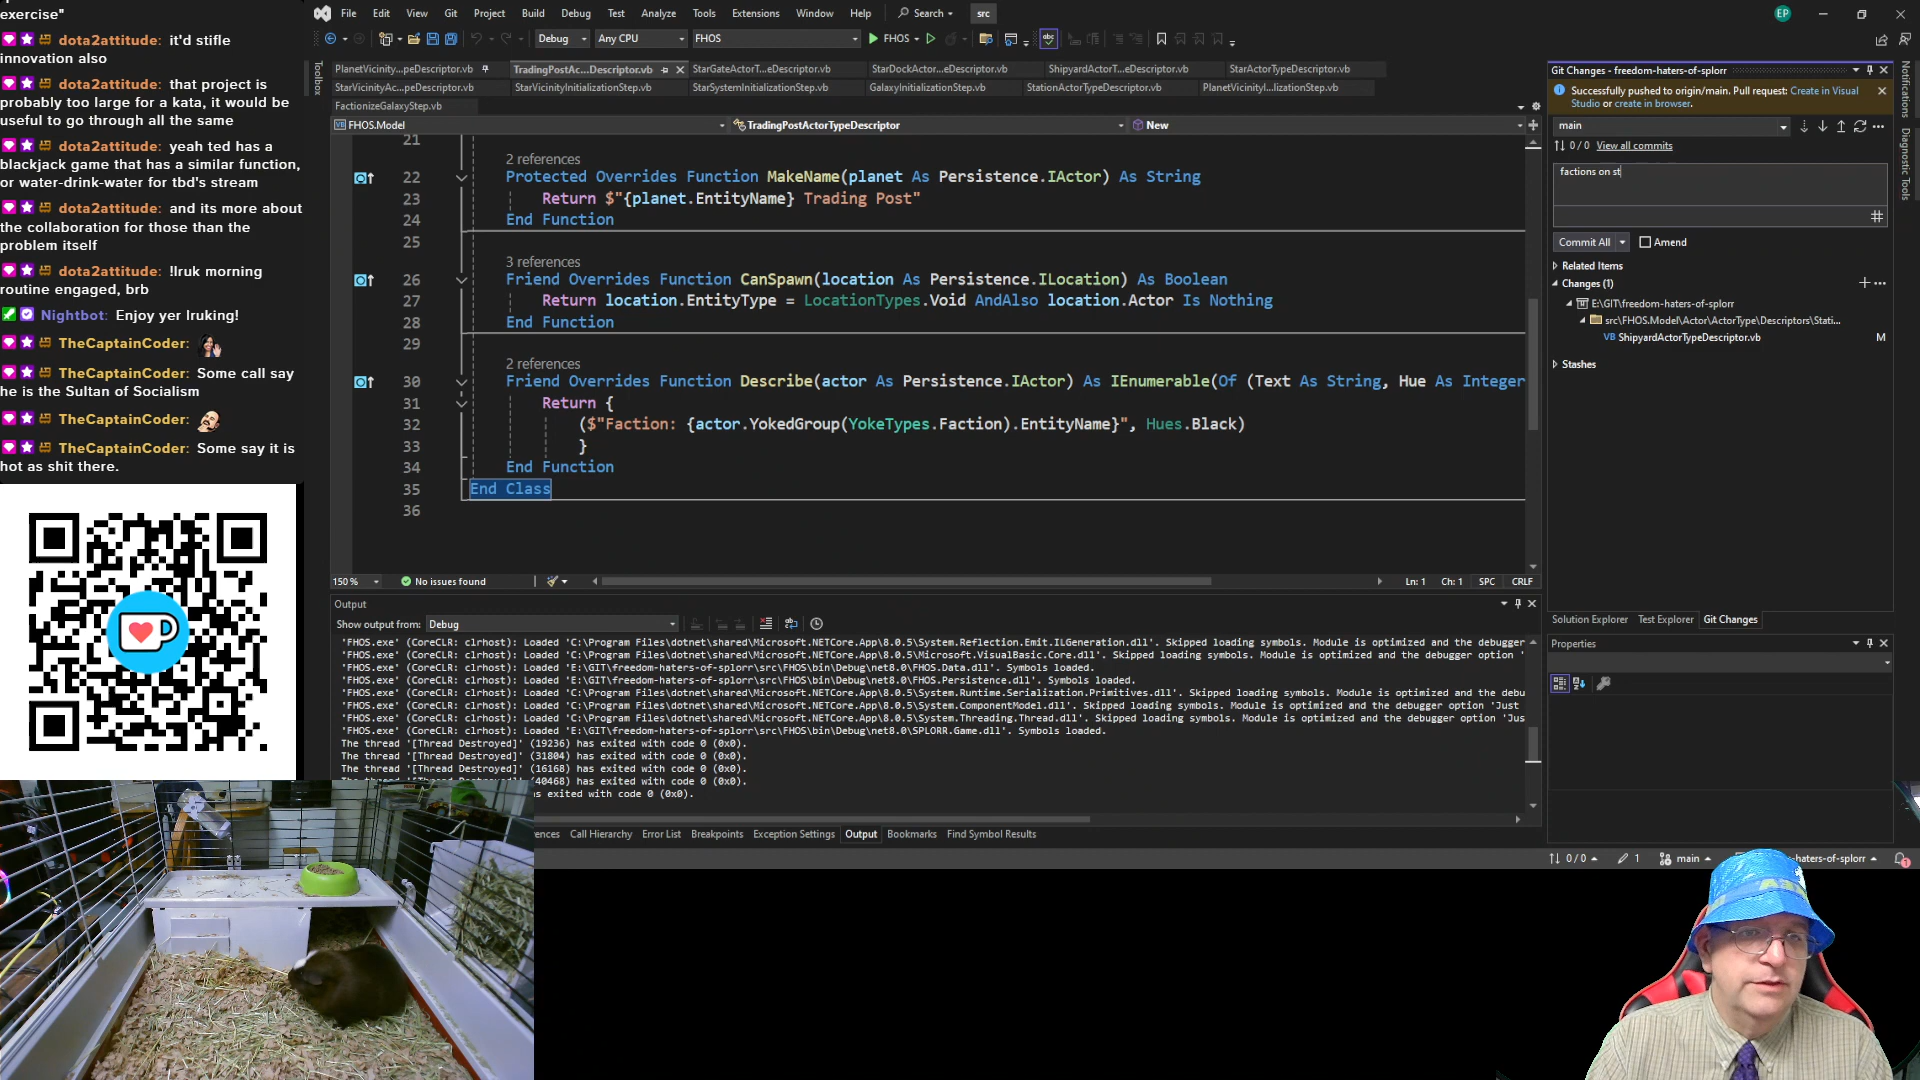 exercise"
dota2attitude: it'd stifle
innovation also
dota2attitude: that project is
probably too large for a kata, it would be
useful to go through all the same
dota2attitude: yeah ted has a
blackjack game that has a similar function,
or water-drink-water for tbd's stream
dota2attitude: and its more about
the collaboration for those than the
problem itself
dota2attitude: !lruk morning
routine engaged, brb
Nightbot: Enjoy yer lruking!
TheCaptainCoder:
TheCaptainCoder: Some call say
he is the Sultan of Socialism
TheCaptainCoder:
TheCaptainCoder: Some say it is
hot as shit there.
File Edit View Git Project Build Debug Test Analyze Tools Extensions Window Help Search src EP
Debug Any CPU FHOS FHOS
Toolbox
PlanetVicinity...peDescriptor.vb TradingPostAc...Descriptor.vb StarGateActorT...eDescriptor.vb StarDockActor...eDescriptor.vb ShipyardActorT...eDescriptor.vb StarActorTypeDescriptor.vb
StarVicinityAc...peDescriptor.vb StarVicinityInitializationStep.vb StarSystemInitializationStep.vb GalaxyInitializationStep.vb StationActorTypeDescriptor.vb PlanetVicinityI...lizationStep.vb
FactionizeGalaxyStep.vb
FHOS.Model TradingPostActorTypeDescriptor New
21
2 references
22 Protected Overrides Function MakeName(planet As Persistence.IActor) As String
23 Return $"{planet.EntityName} Trading Post"
24 End Function
25
3 references
26 Friend Overrides Function CanSpawn(location As Persistence.ILocation) As Boolean
27 Return location.EntityType = LocationTypes.Void AndAlso location.Actor Is Nothing
28 End Function
29
2 references
30 Friend Overrides Function Describe(actor As Persistence.IActor) As IEnumerable(Of (Text As String, Hue As Integer
31 Return {
32 ($"Faction: {actor.YokedGroup(YokeTypes.Faction).EntityName}", Hues.Black)
33 }
34 End Function
35 End Class
36
150 % No issues found Ln: 1 Ch: 1 SPC CRLF
Output
Show output from: Debug
'FHOS.exe' (CoreCLR: clrhost): Loaded 'C:\Program Files\dotnet\shared\Microsoft.NETCore.App\8.0.5\System.Reflection.Emit.ILGeneration.dll'. Skipped loading symbols. Module is optimized and the debugger
'FHOS.exe' (CoreCLR: clrhost): Loaded 'C:\Program Files\dotnet\shared\Microsoft.NETCore.App\8.0.5\Microsoft.VisualBasic.Core.dll'. Skipped loading symbols. Module is optimized and the debugger option '
'FHOS.exe' (CoreCLR: clrhost): Loaded 'E:\GIT\freedom-haters-of-splorr\src\FHOS\bin\Debug\net8.0\FHOS.Data.dll'. Symbols loaded.
'FHOS.exe' (CoreCLR: clrhost): Loaded 'E:\GIT\freedom-haters-of-splorr\src\FHOS\bin\Debug\net8.0\FHOS.Persistence.dll'. Symbols loaded.
'FHOS.exe' (CoreCLR: clrhost): Loaded 'C:\Program Files\dotnet\shared\Microsoft.NETCore.App\8.0.5\System.Runtime.Serialization.Primitives.dll'. Skipped loading symbols. Module is optimized and the debu
'FHOS.exe' (CoreCLR: clrhost): Loaded 'C:\Program Files\dotnet\shared\Microsoft.NETCore.App\8.0.5\System.ComponentModel.dll'. Skipped loading symbols. Module is optimized and the debugger option 'Just
'FHOS.exe' (CoreCLR: clrhost): Loaded 'C:\Program Files\dotnet\shared\Microsoft.NETCore.App\8.0.5\System.Threading.Thread.dll'. Skipped loading symbols. Module is optimized and the debugger option 'Jus
'FHOS.exe' (CoreCLR: clrhost): Loaded 'E:\GIT\freedom-haters-of-splorr\src\FHOS\bin\Debug\net8.0\SPLORR.Game.dll'. Symbols loaded.
The thread '[Thread Destroyed]' (19236) has exited with code 0 (0x0).
The thread '[Thread Destroyed]' (31804) has exited with code 0 (0x0).
The thread '[Thread Destroyed]' (16168) has exited with code 0 (0x0).
(40468) has exited with code 0 (0x0).
s exited with code 0 (0x0).
ences Call Hierarchy Error List Breakpoints Exception Settings Output Bookmarks Find Symbol Results
Git Changes - freedom-haters-of-splorr
Successfully pushed to origin/main. Pull request: Create in Visual
Studio or create in browser.
main
0 / 0 View all commits
factions on st
Commit All Amend
Related Items
Changes (1)
E:\GIT\freedom-haters-of-splorr
src\FHOS.Model\Actor\ActorType\Descriptors\Stati...
VB ShipyardActorTypeDescriptor.vb M
Stashes
Solution Explorer Test Explorer Git Changes
Properties
Notifications
Diagnostic Tools
0 / 0 1 main -haters-of-splorr